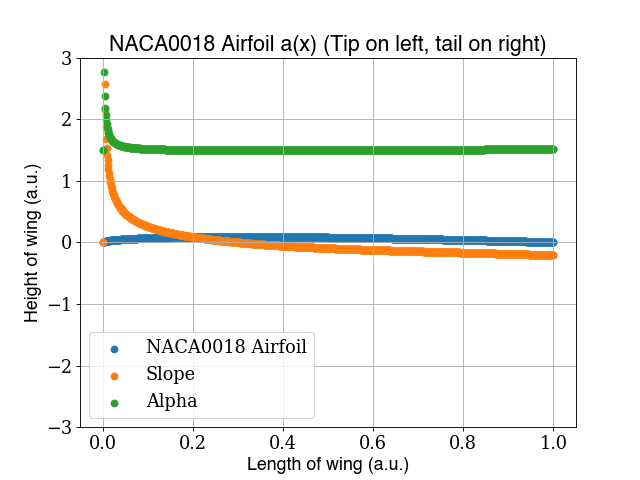 NACA0018 Airfoil a(x) (Tip on left, tail on right)
Height of wing (a.u.)
3
2
1
0
−1
−2
−3
NACA0018 Airfoil
Slope
Alpha
0.0 0.2 0.4 0.6 0.8 1.0
Length of wing (a.u.)